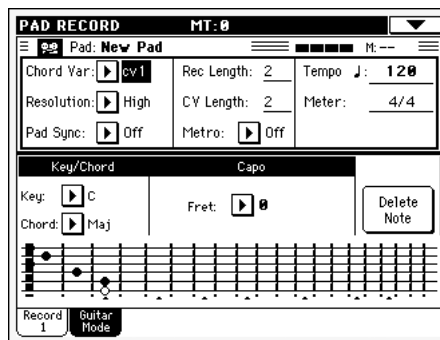 PAD RECORD MT:0
Pad: New Pad M:--
Chord Var: cv1 Rec Length: 2 Tempo ♩: 120
Resolution: High CV Length: 2 Meter: 4/4
Pad Sync: Off Metro: Off
Key/Chord Capo
Key: C
Fret: 0
Chord: Maj
Delete
Note
Record
1
Guitar
Mode